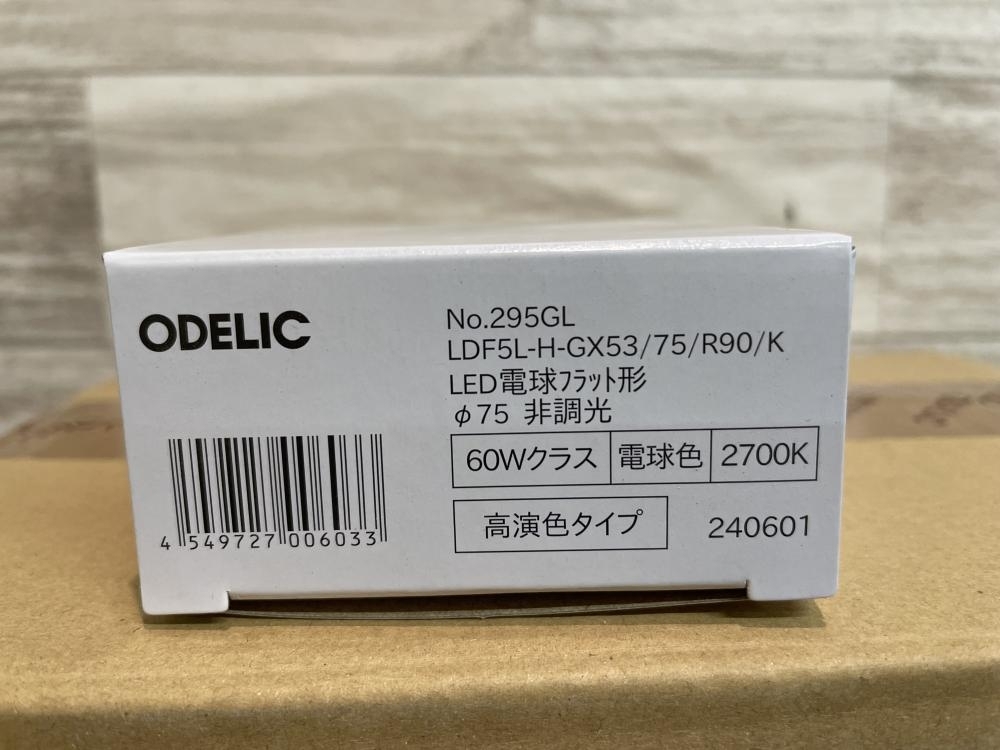 ODELIC
No.295GL
LDF5L-H-GX53/75/R90/K
LED電球ﾌﾗｯﾄ形
φ75 非調光
60Wクラス 電球色 2700K
高演色タイプ 240601
4 549727 006033